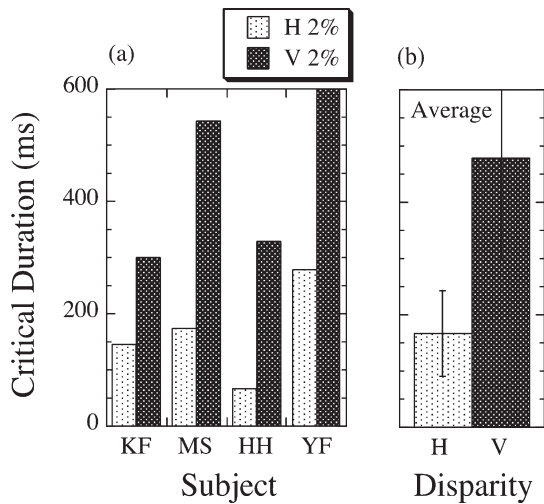 H 2%
V 2%
(a)
(b)
600
400
200
0
Critical Duration (ms)
KF MS HH YF
Subject
Average
H V
Disparity